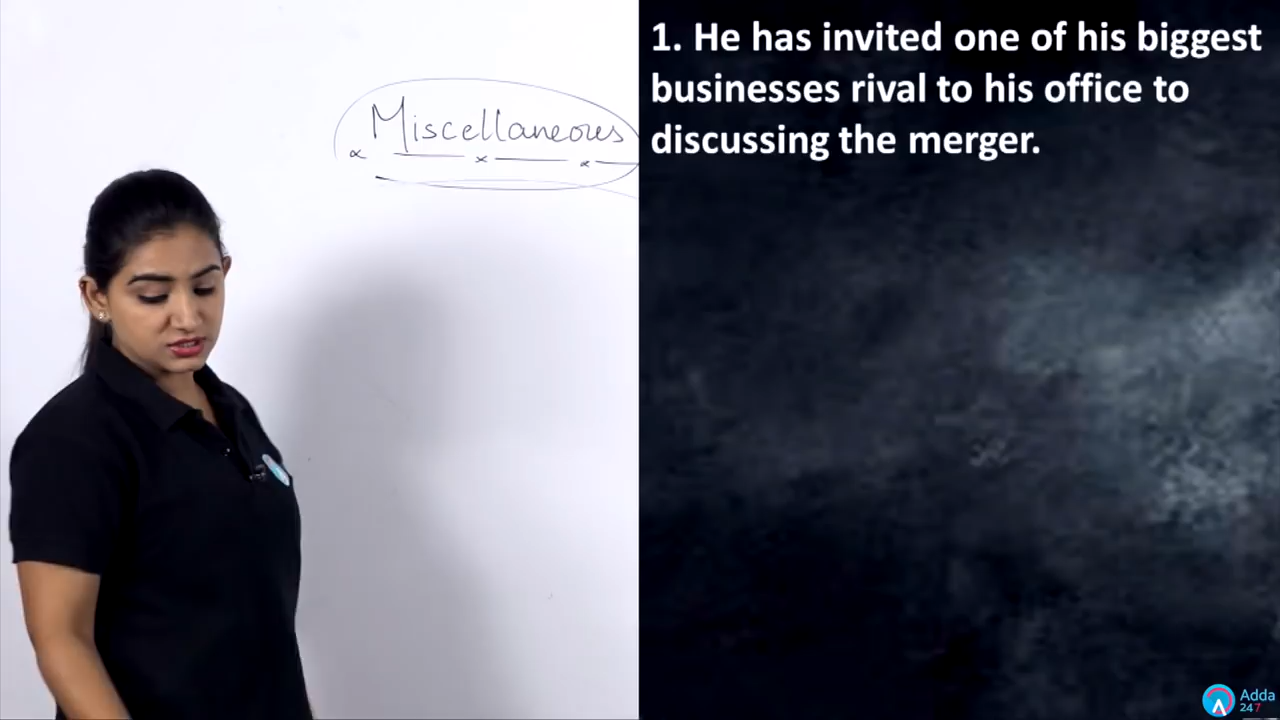 Miscellaneous
1. He has invited one of his biggest
businesses rival to his office to
discussing the merger.
Adda
247